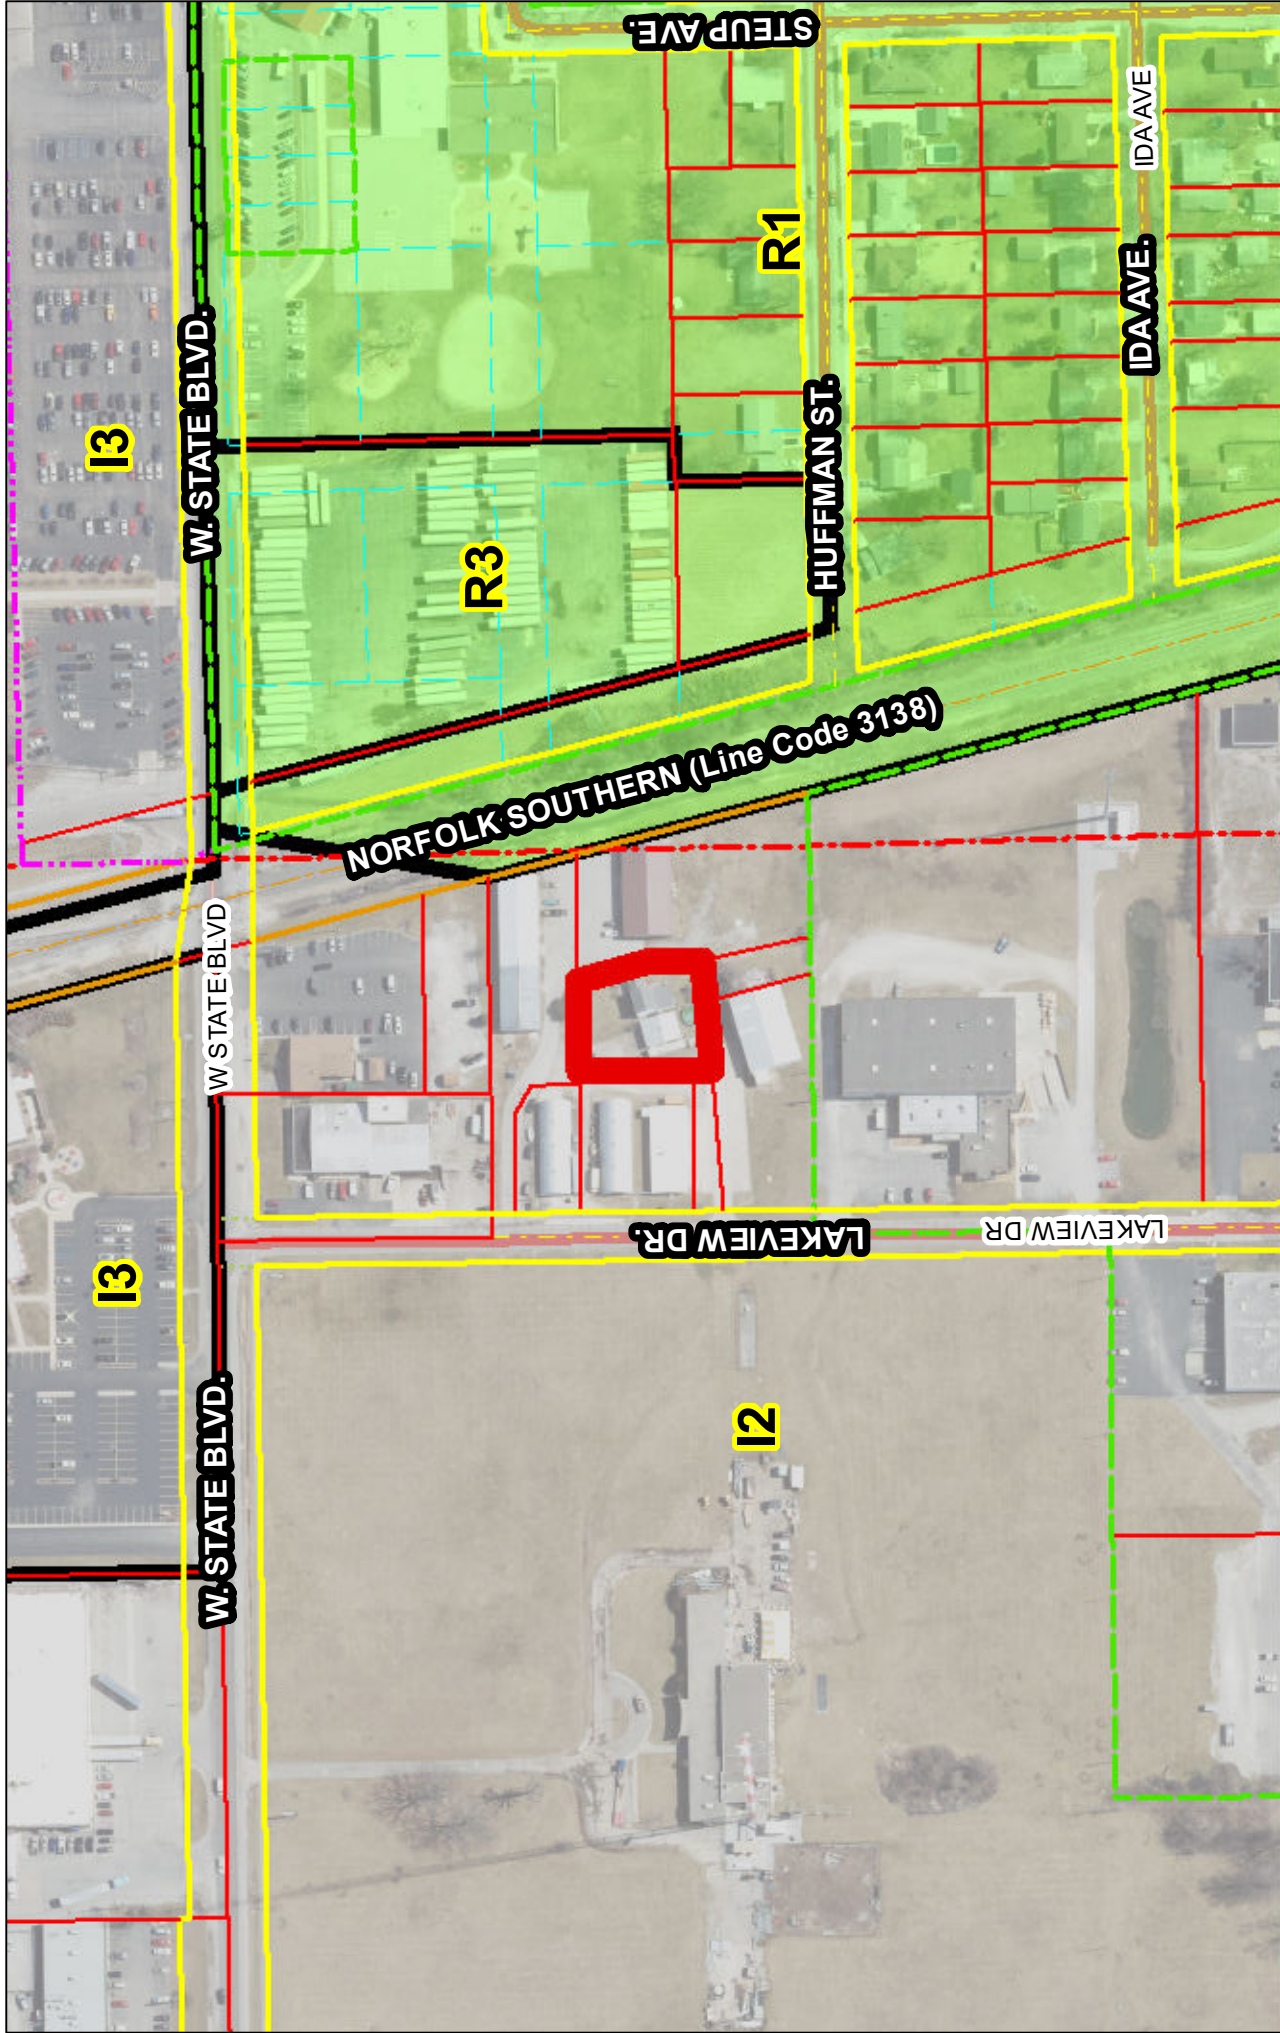 STEUP AVE.
IDA AVE
R1
IDA AVE.
I3
W. STATE BLVD.
HUFFMAN ST.
R3
NORFOLK SOUTHERN (Line Code 3138)
W STATE BLVD
LAKEVIEW DR.
LAKEVIEW DR
I3
I2
W. STATE BLVD.